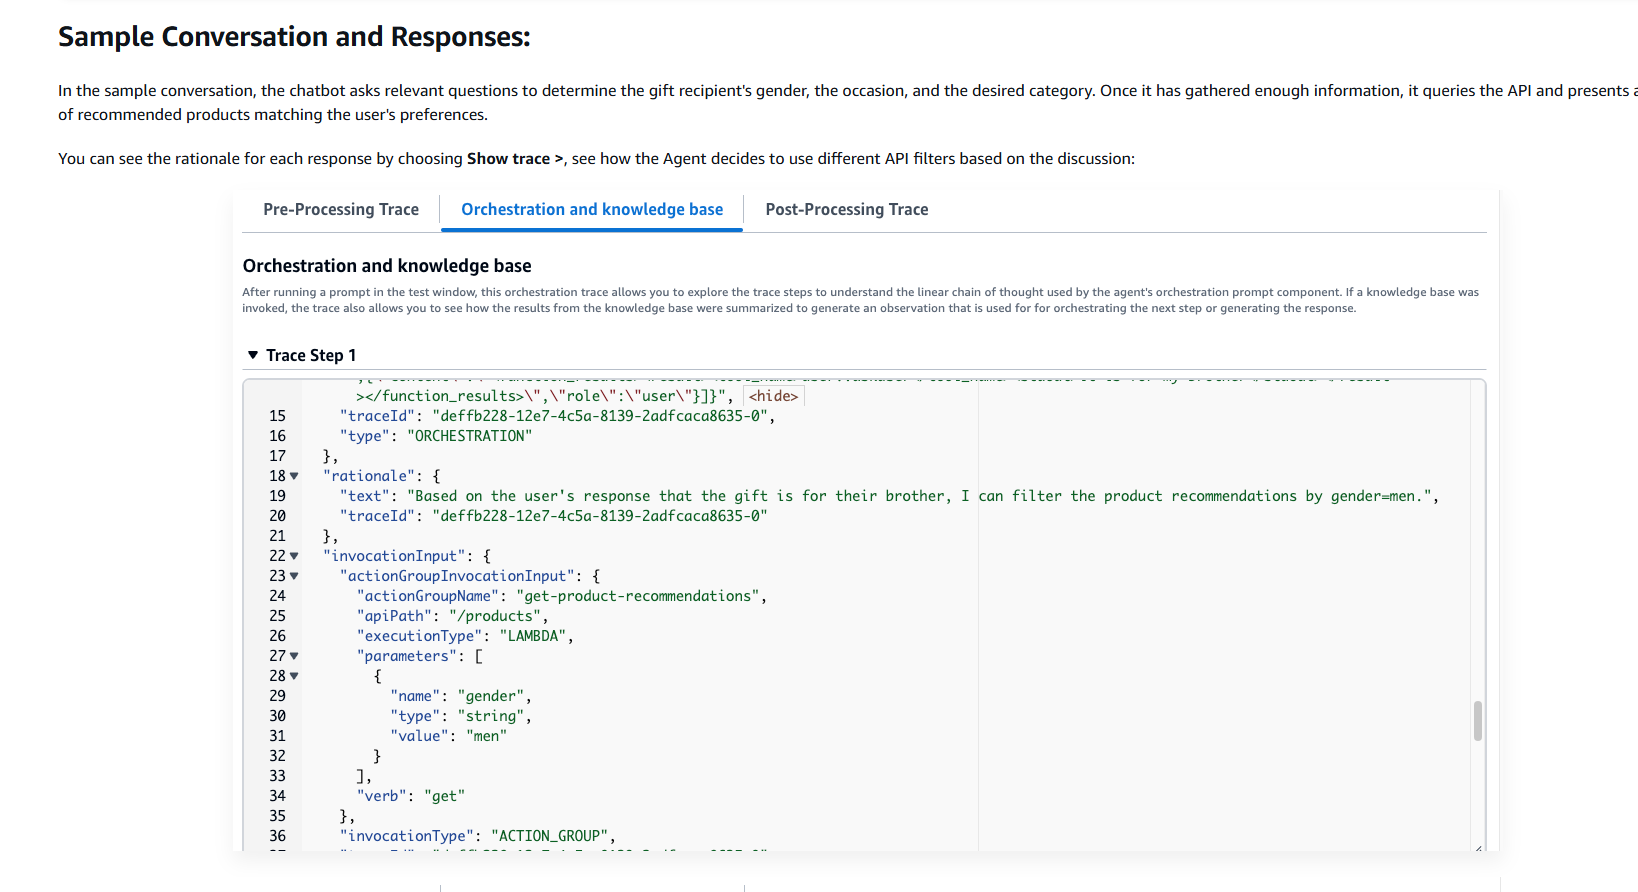 Sample Conversation and Responses:
In the sample conversation, the chatbot asks relevant questions to determine the gift recipient's gender, the occasion, and the desired category. Once it has gathered enough information, it queries the API and presents
of recommended products matching the user's preferences.
You can see the rationale for each response by choosing Show trace >, see how the Agent decides to use different API filters based on the discussion:
Pre-Processing Trace Orchestration and knowledge base Post-Processing Trace
Orchestration and knowledge base
After running a prompt in the test window, this orchestration trace allows you to explore the trace steps to understand the linear chain of thought used by the agent's orchestration prompt component. If a knowledge base was
invoked, the trace also allows you to see how the results from the knowledge base were summarized to generate an observation that is used for for orchestrating the next step or generating the response.
▼ Trace Step 1
></function_results>\",\"role\":\"user\"}]}", <hide>
15 "traceId": "deffb228-12e7-4c5a-8139-2adfcaca8635-0",
16 "type": "ORCHESTRATION"
17 },
18 "rationale": {
19 "text": "Based on the user's response that the gift is for their brother, I can filter the product recommendations by gender=men.",
20 "traceId": "deffb228-12e7-4c5a-8139-2adfcaca8635-0"
21 },
22 "invocationInput": {
23 "actionGroupInvocationInput": {
24 "actionGroupName": "get-product-recommendations",
25 "apiPath": "/products",
26 "executionType": "LAMBDA",
27 "parameters": [
28 {
29 "name": "gender",
30 "type": "string",
31 "value": "men"
32 }
33 ],
34 "verb": "get"
35 },
36 "invocationType": "ACTION_GROUP",